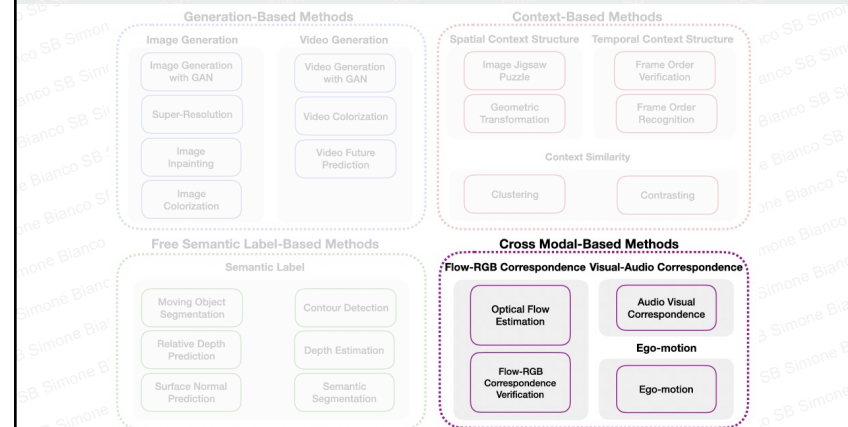 Generation-Based Methods
Image Generation
Video Generation
Image Generation
with GAN
Super-Resolution
Image
Inpainting
Image
Colorization
Video Generation
with GAN
Video Colorization
Video Future
Prediction
Context-Based Methods
Spatial Context Structure
Temporal Context Structure
Image Jigsaw
Puzzle
Geometric
Transformation
Frame Order
Verification
Frame Order
Recognition
Context Similarity
Clustering
Contrasting
Free Semantic Label-Based Methods
Semantic Label
Moving Object
Segmentation
Contour Detection
Relative Depth
Prediction
Depth Estimation
Surface Normal
Prediction
Semantic
Segmentation
Cross Modal-Based Methods
Flow-RGB Correspondence
Visual-Audio Correspondence
Optical Flow
Estimation
Flow-RGB
Correspondence
Verification
Audio Visual
Correspondence
Ego-motion
Ego-motion